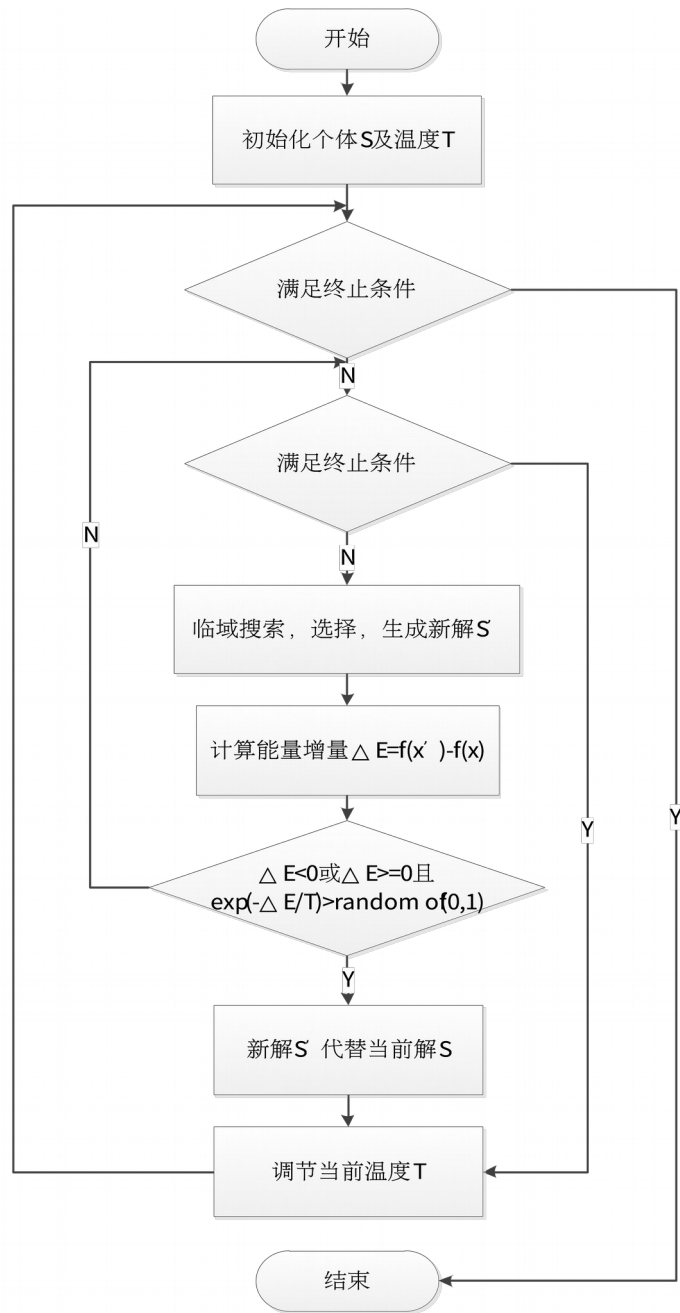 开始
初始化个体S及温度T
满足终止条件
N
满足终止条件
N
N
临域搜索，选择，生成新解S′
计算能量增量△ E=f(x′ )-f(x)
Y
Y
△ E<0或△ E>=0且
exp(-△ E/T)>random of(0,1)
Y
新解S′ 代替当前解S
调节当前温度T
结束